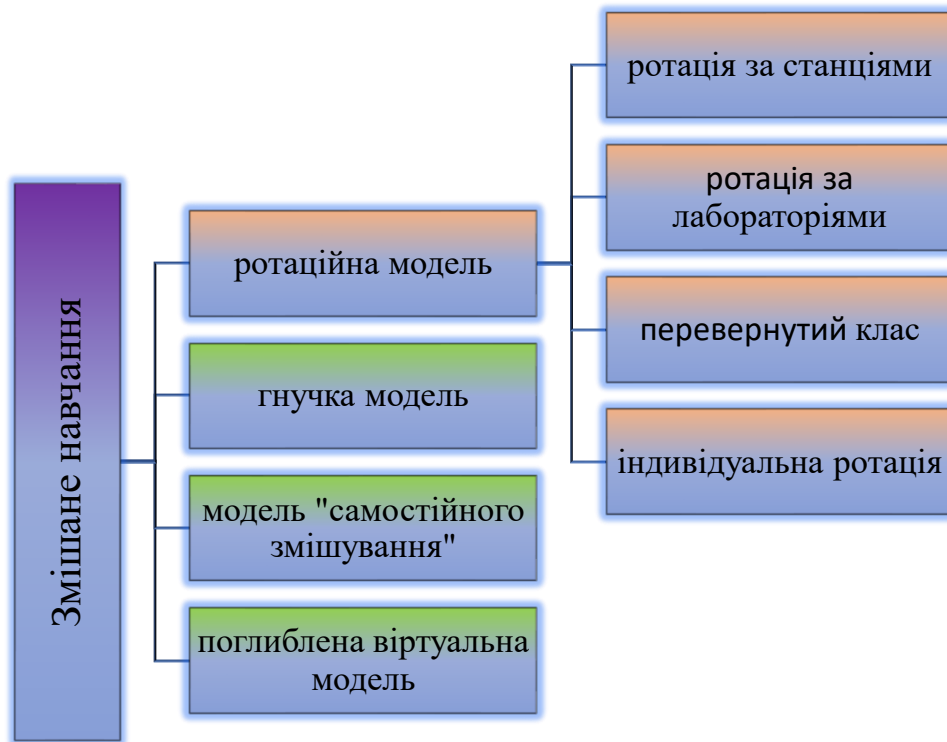 Змішане навчання
ротаційна модель
гнучка модель
модель "самостійного
змішування"
поглиблена віртуальна
модель
ротація за станціями
ротація за
лабораторіями
перевернутий клас
індивідуальна ротація